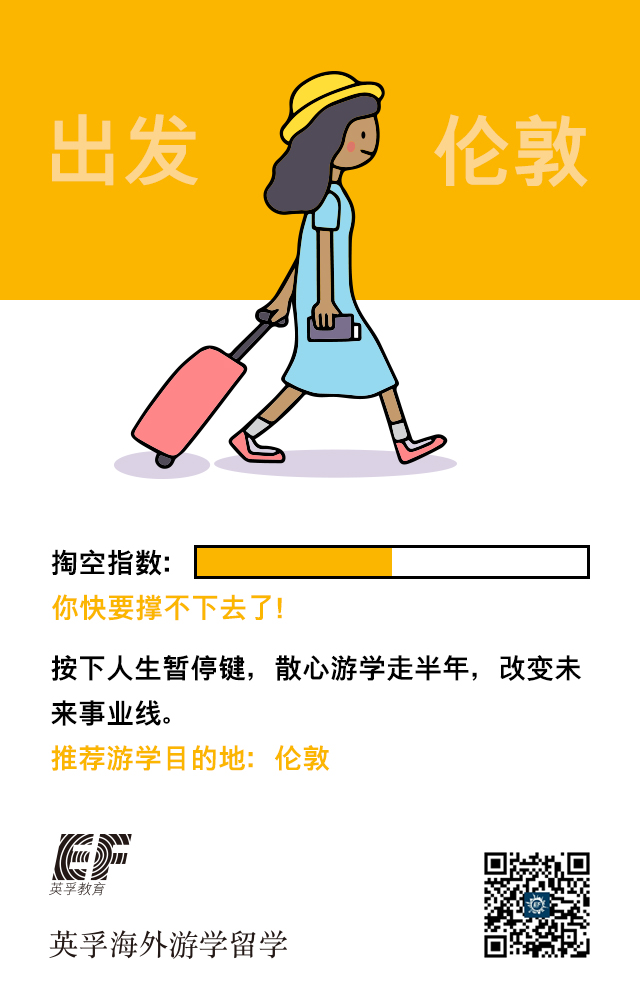 出发 伦敦
掏空指数:
你快要撑不下去了!
按下人生暂停键，散心游学走半年，改变未
来事业线。
推荐游学目的地: 伦敦
EF
英孚教育
英孚海外游学留学